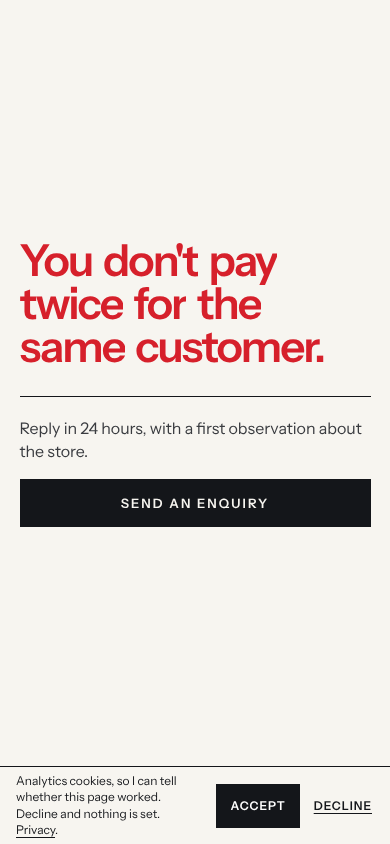 You don't pay
twice for the
same customer.
Reply in 24 hours, with a first observation about
the store.
SEND AN ENQUIRY
Analytics cookies, so I can tell
whether this page worked.
Decline and nothing is set.
Privacy.
ACCEPT
DECLINE